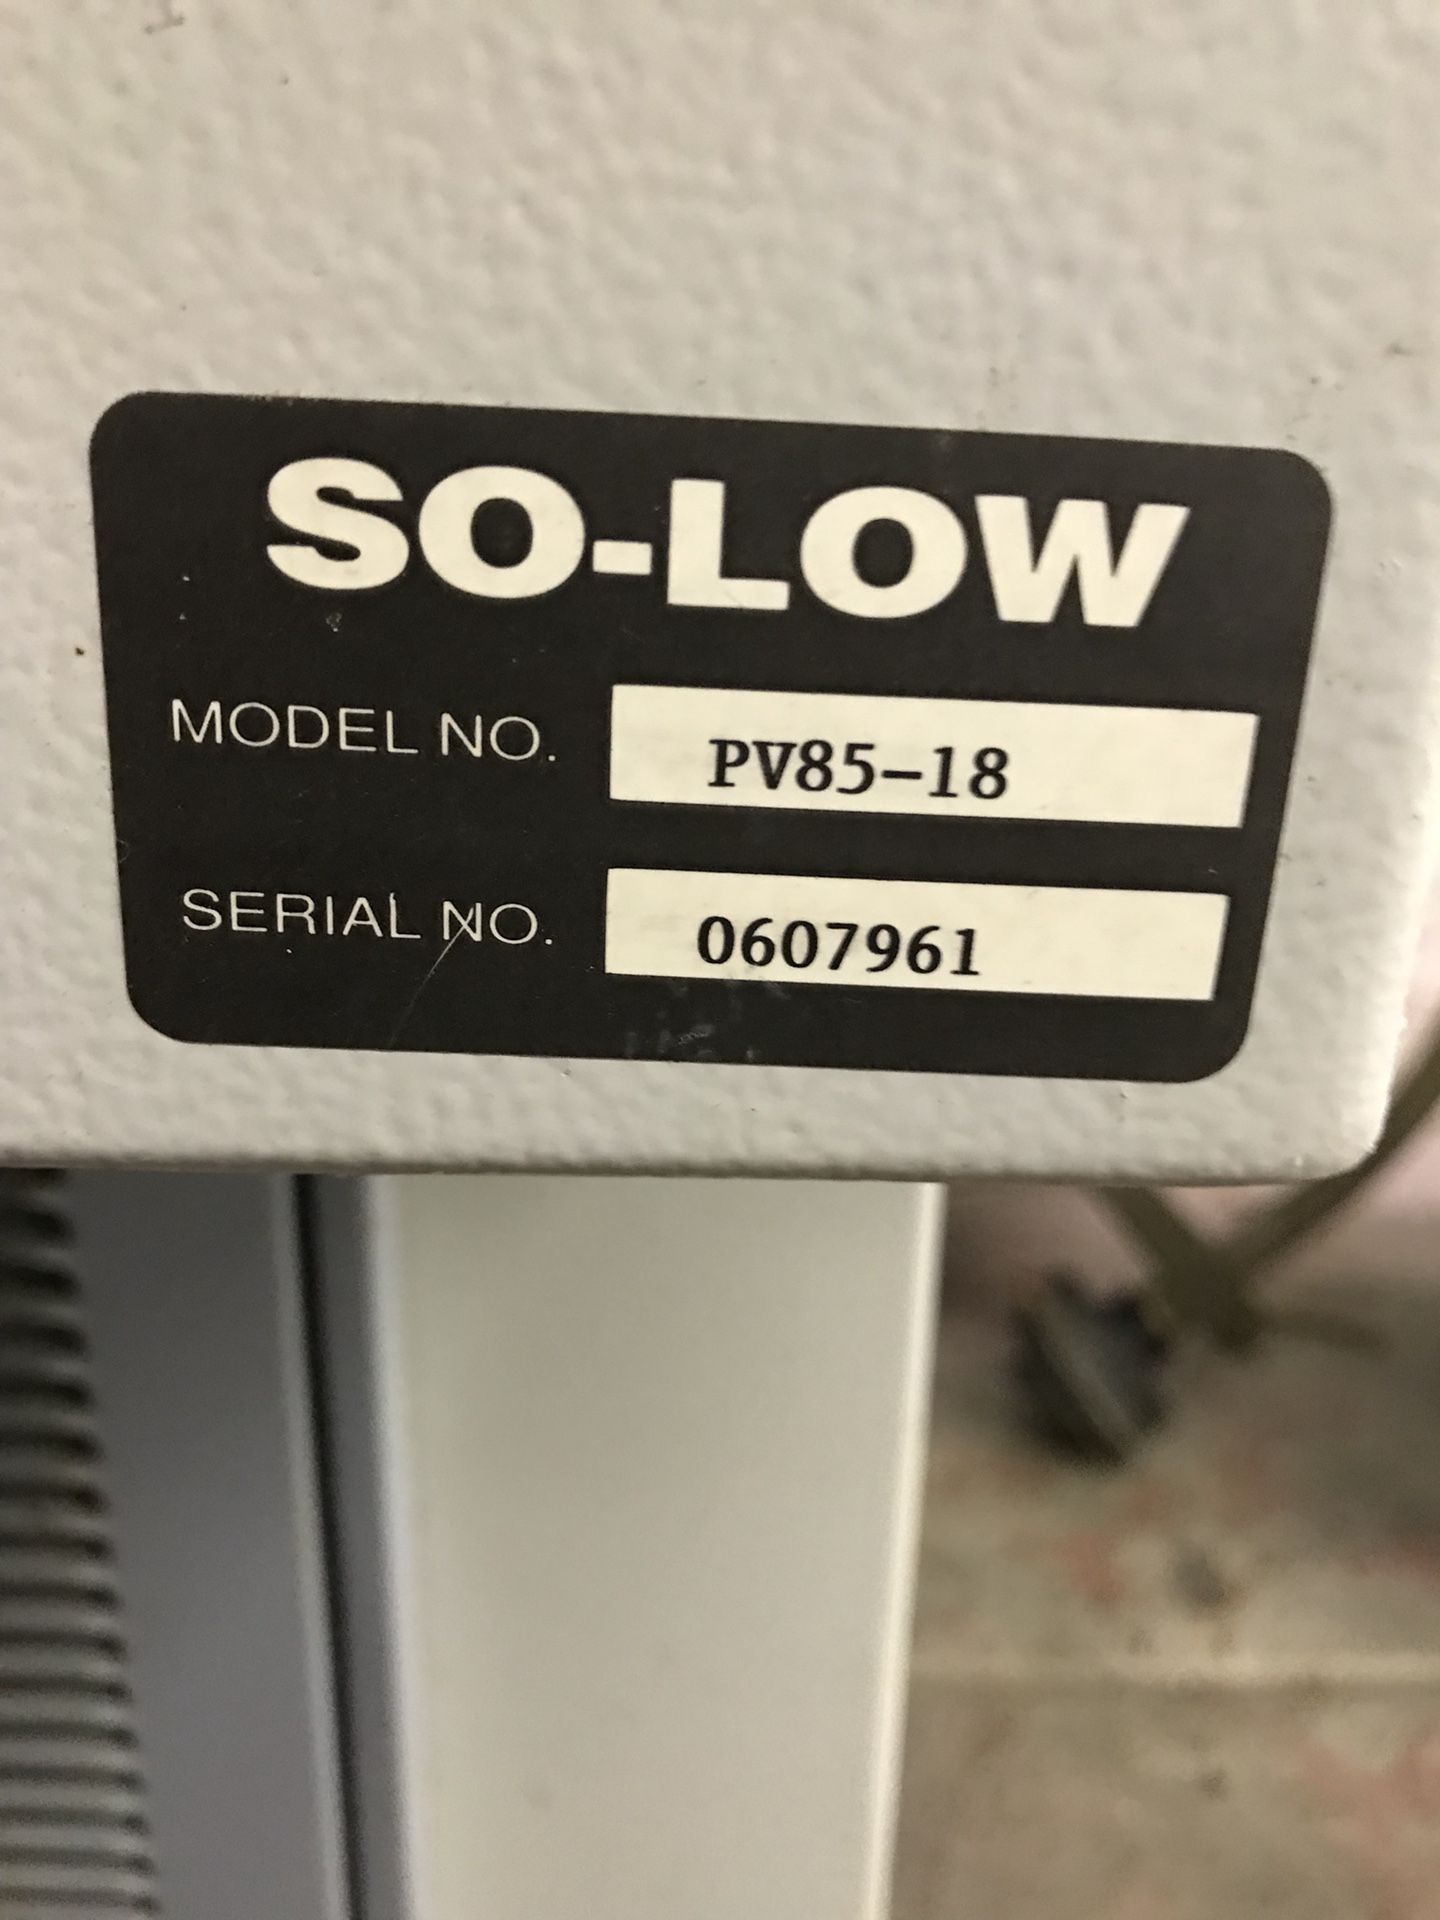 SO-LOW
MODEL NO. PV85-18
SERIAL NO. 0607961